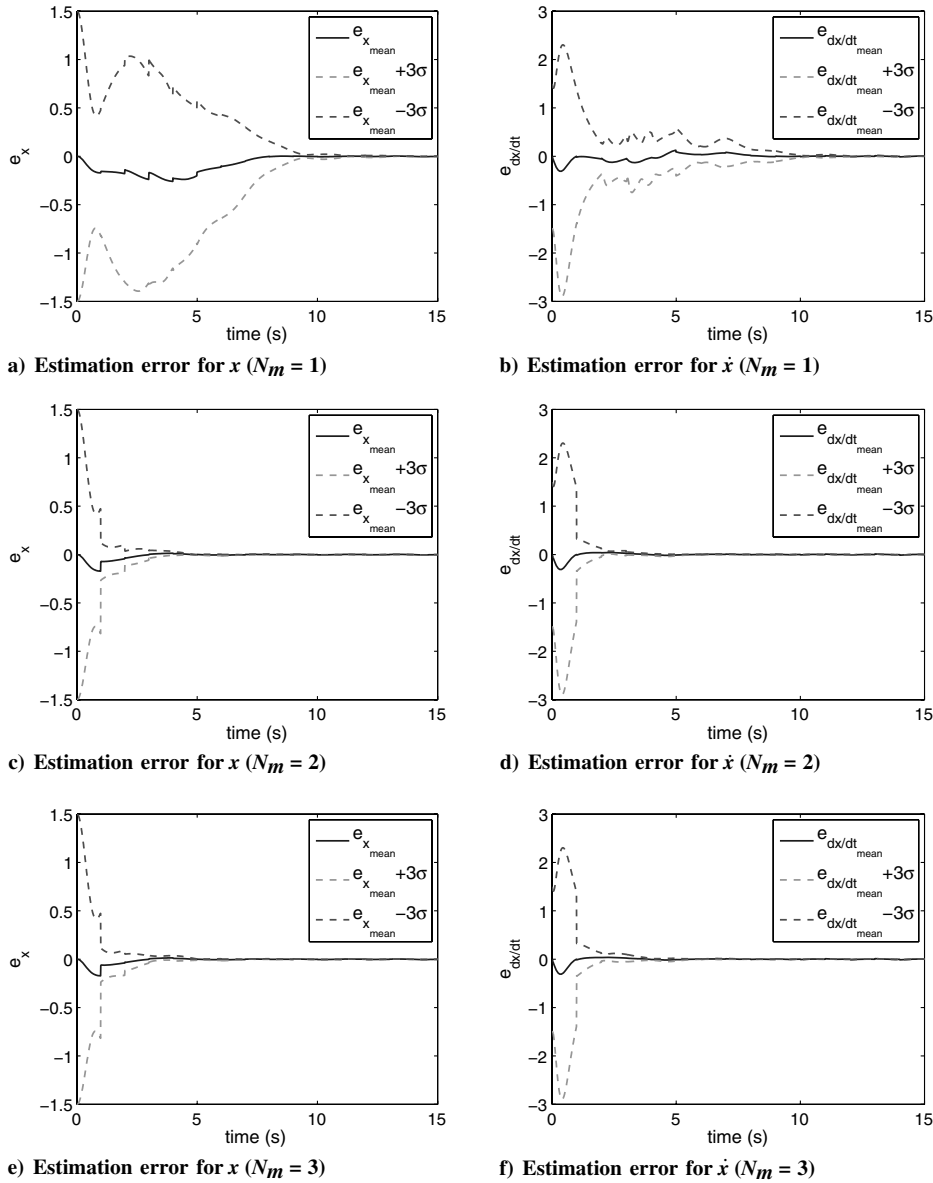 1.5
1
0.5
0
−0.5
−1
−1.5
0 5 10 15
e_x
time (s)
e_x_mean
e_x_mean +3σ
e_x_mean −3σ
a) Estimation error for x (N_m = 1)
3
2
1
0
−1
−2
−3
0 5 10 15
e_dx/dt
time (s)
e_dx/dt_mean
e_dx/dt_mean +3σ
e_dx/dt_mean −3σ
b) Estimation error for ẋ (N_m = 1)
1.5
1
0.5
0
−0.5
−1
−1.5
0 5 10 15
e_x
time (s)
e_x_mean
e_x_mean +3σ
e_x_mean −3σ
c) Estimation error for x (N_m = 2)
3
2
1
0
−1
−2
−3
0 5 10 15
e_dx/dt
time (s)
e_dx/dt_mean
e_dx/dt_mean +3σ
e_dx/dt_mean −3σ
d) Estimation error for ẋ (N_m = 2)
1.5
1
0.5
0
−0.5
−1
−1.5
0 5 10 15
e_x
time (s)
e_x_mean
e_x_mean +3σ
e_x_mean −3σ
e) Estimation error for x (N_m = 3)
3
2
1
0
−1
−2
−3
0 5 10 15
e_dx/dt
time (s)
e_dx/dt_mean
e_dx/dt_mean +3σ
e_dx/dt_mean −3σ
f) Estimation error for ẋ (N_m = 3)